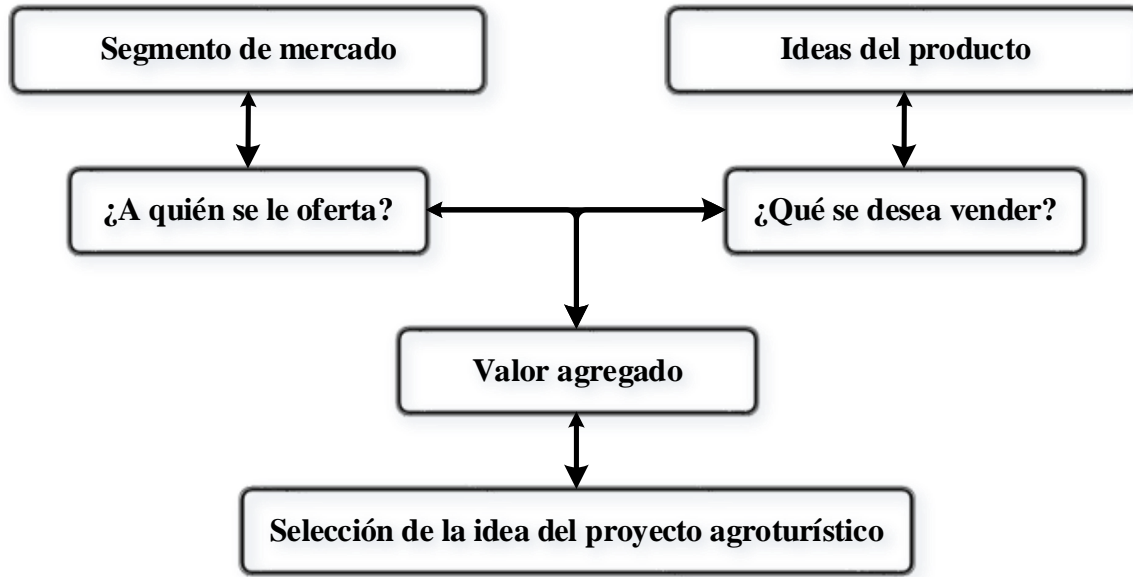 Segmento de mercado
Ideas del producto
¿A quién se le oferta?
¿Qué se desea vender?
Valor agregado
Selección de la idea del proyecto agroturístico